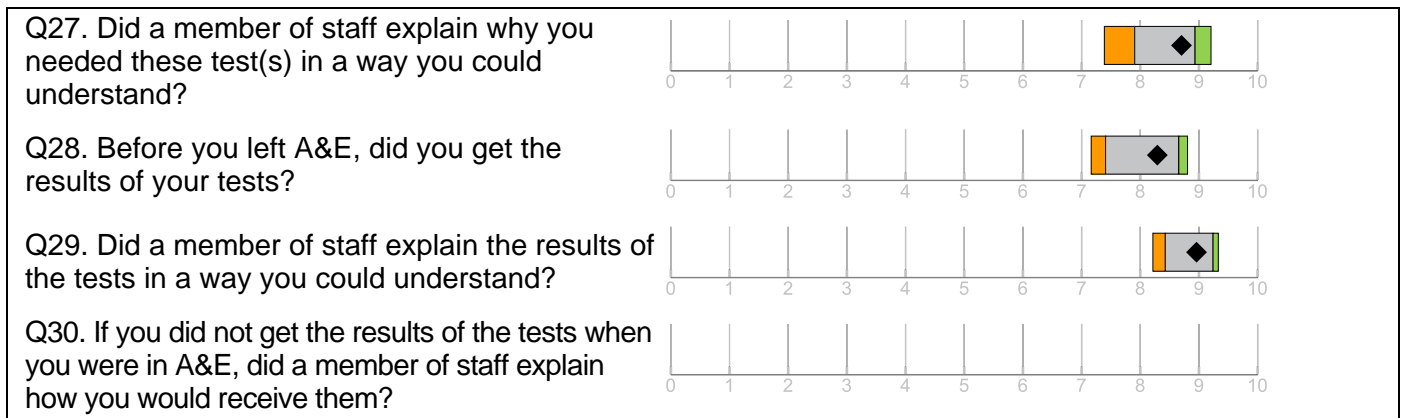 Q27. Did a member of staff explain why you
needed these test(s) in a way you could
understand?
0 1 2 3 4 5 6 7 8 9 10
Q28. Before you left A&E, did you get the
results of your tests?
0 1 2 3 4 5 6 7 8 9 10
Q29. Did a member of staff explain the results of
the tests in a way you could understand?
0 1 2 3 4 5 6 7 8 9 10
Q30. If you did not get the results of the tests when
you were in A&E, did a member of staff explain
how you would receive them?
0 1 2 3 4 5 6 7 8 9 10